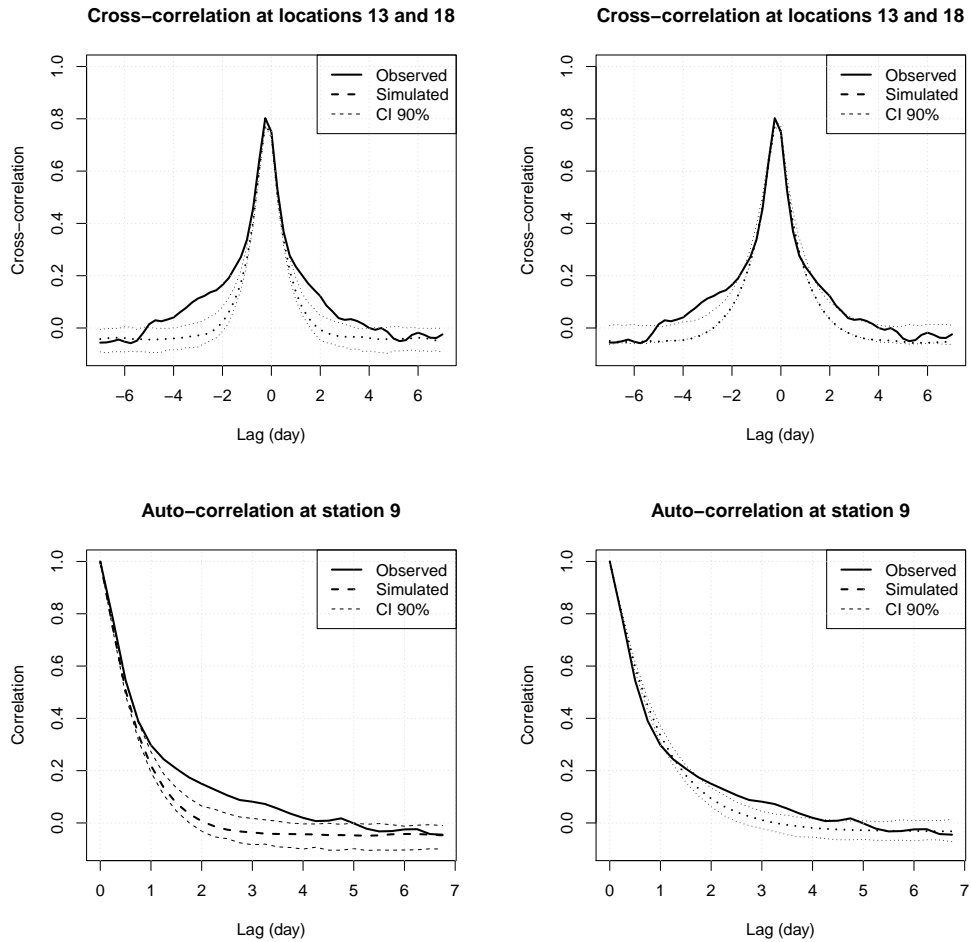 Cross−correlation at locations 13 and 18
Cross−correlation
1.0
0.8
0.6
0.4
0.2
0.0
Observed
Simulated
CI 90%
−6 −4 −2 0 2 4 6
Lag (day)
Cross−correlation at locations 13 and 18
Cross−correlation
1.0
0.8
0.6
0.4
0.2
0.0
Observed
Simulated
CI 90%
−6 −4 −2 0 2 4 6
Lag (day)
Auto−correlation at station 9
Correlation
1.0
0.8
0.6
0.4
0.2
0.0
Observed
Simulated
CI 90%
0 1 2 3 4 5 6 7
Lag (day)
Auto−correlation at station 9
Correlation
1.0
0.8
0.6
0.4
0.2
0.0
Observed
Simulated
CI 90%
0 1 2 3 4 5 6 7
Lag (day)